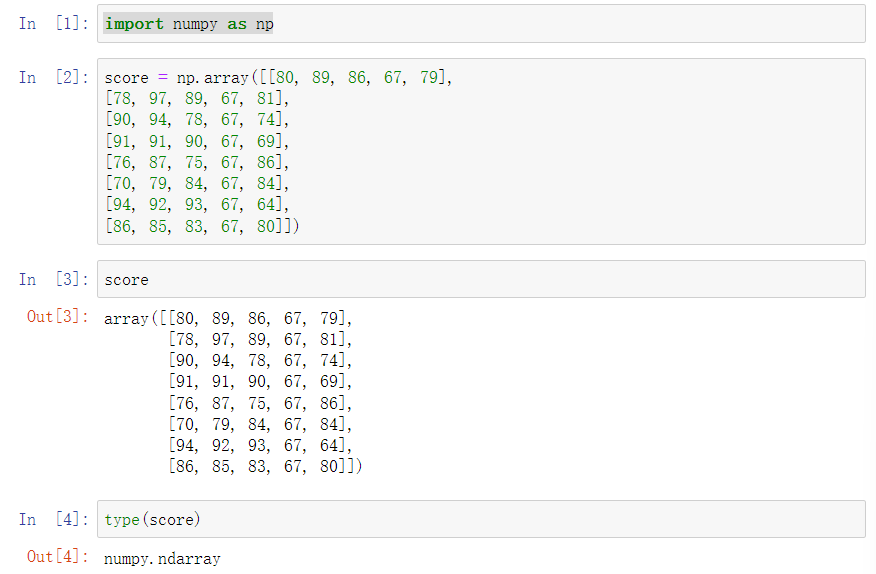 In [1]: import numpy as np
In [2]: score = np.array([[80, 89, 86, 67, 79],
[78, 97, 89, 67, 81],
[90, 94, 78, 67, 74],
[91, 91, 90, 67, 69],
[76, 87, 75, 67, 86],
[70, 79, 84, 67, 84],
[94, 92, 93, 67, 64],
[86, 85, 83, 67, 80]])
In [3]: score
Out[3]: array([[80, 89, 86, 67, 79],
[78, 97, 89, 67, 81],
[90, 94, 78, 67, 74],
[91, 91, 90, 67, 69],
[76, 87, 75, 67, 86],
[70, 79, 84, 67, 84],
[94, 92, 93, 67, 64],
[86, 85, 83, 67, 80]])
In [4]: type(score)
Out[4]: numpy.ndarray